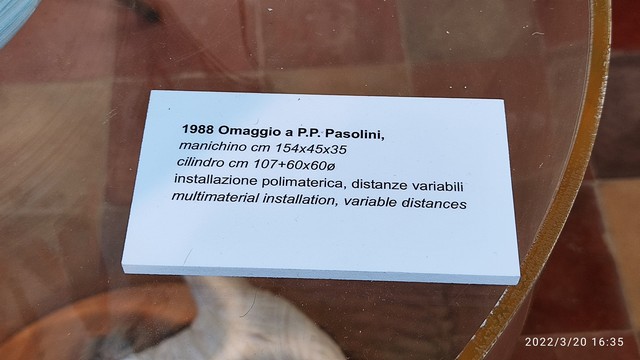 1988 Omaggio a P.P. Pasolini,
manichino cm 154x45x35
cilindro cm 107+60x60ø
installazione polimaterica, distanze variabili
multimaterial installation, variable distances
2022/3/20 16:35